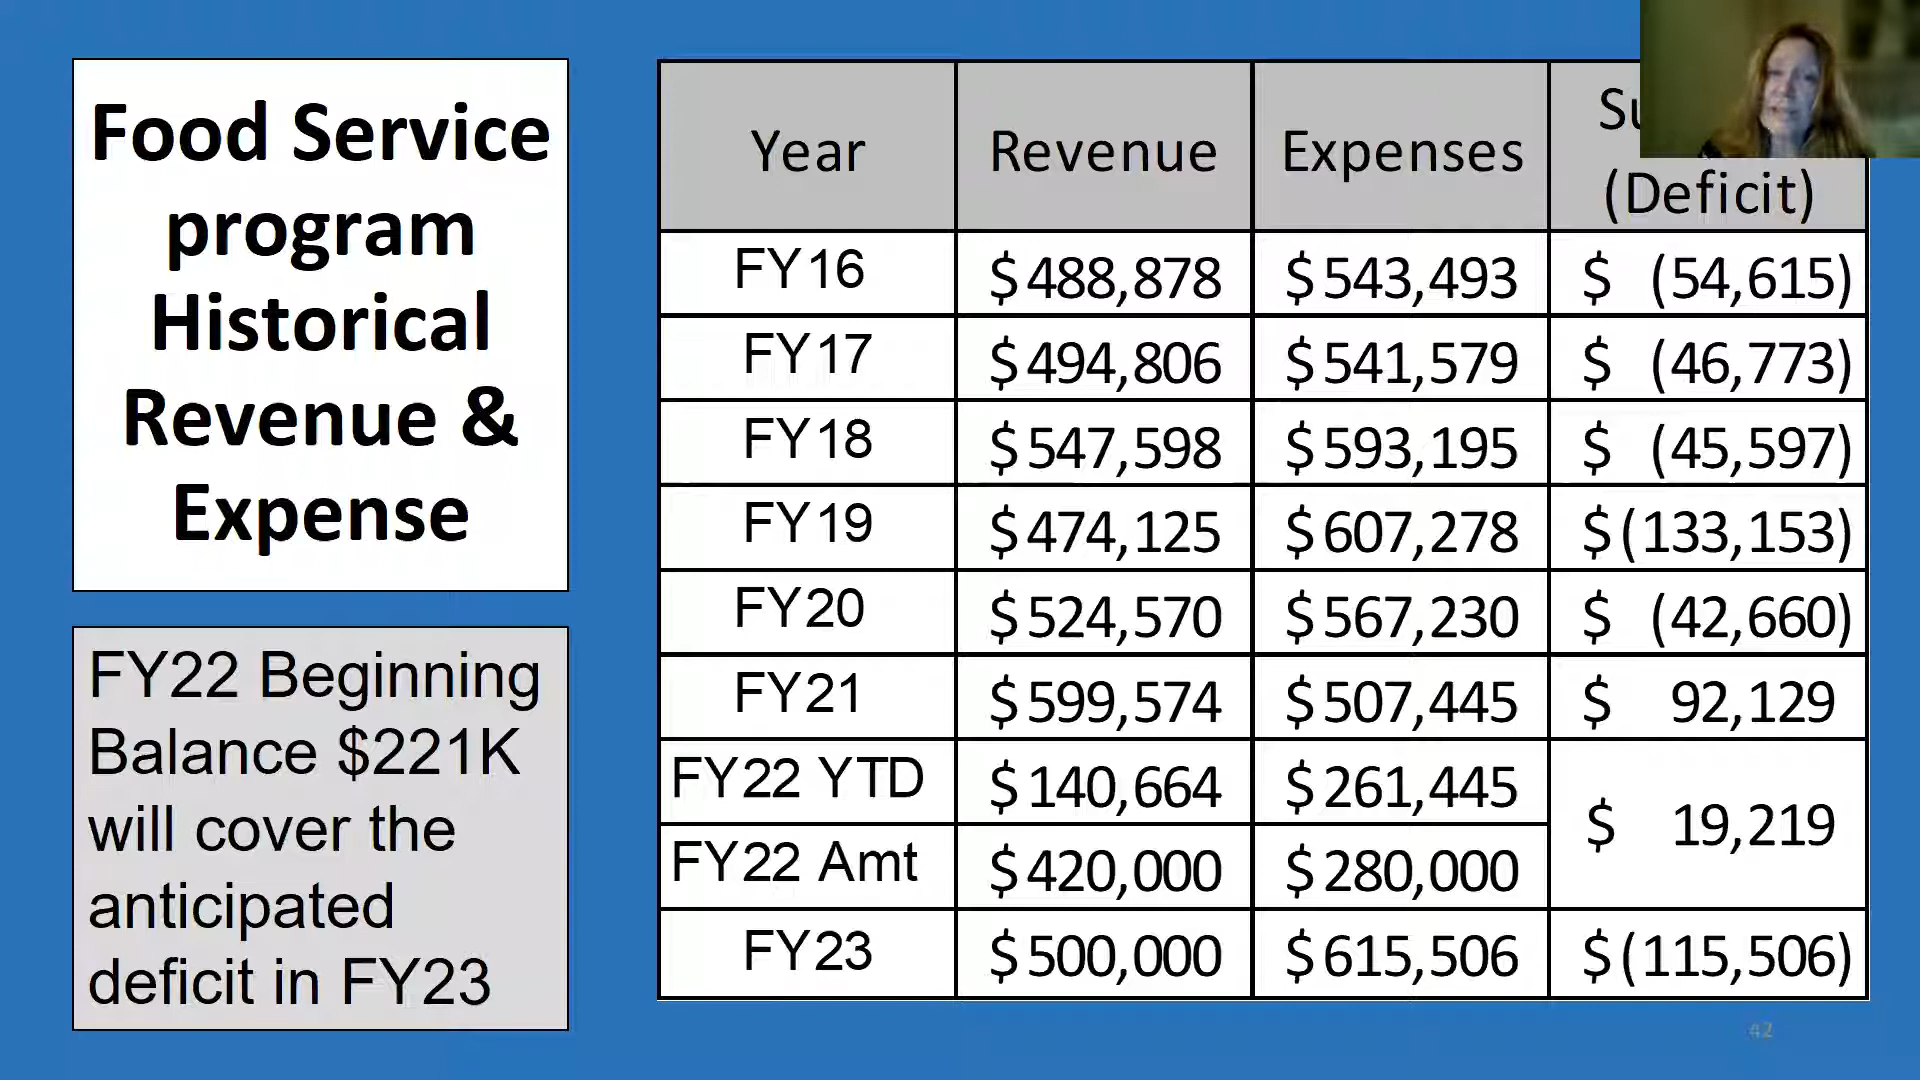 Food Service
program
Historical
Revenue &
Expense
FY22 Beginning
Balance $221K
will cover the
anticipated
deficit in FY23
Year Revenue Expenses (Deficit)
FY16 $488,878 $543,493 $ (54,615)
FY17 $494,806 $541,579 $ (46,773)
FY18 $547,598 $593,195 $ (45,597)
FY19 $474,125 $607,278 $(133,153)
FY20 $524,570 $567,230 $ (42,660)
FY21 $599,574 $507,445 $ 92,129
FY22 YTD $140,664 $261,445 $ 19,219
FY22 Amt $420,000 $280,000
FY23 $500,000 $615,506 $(115,506)
42